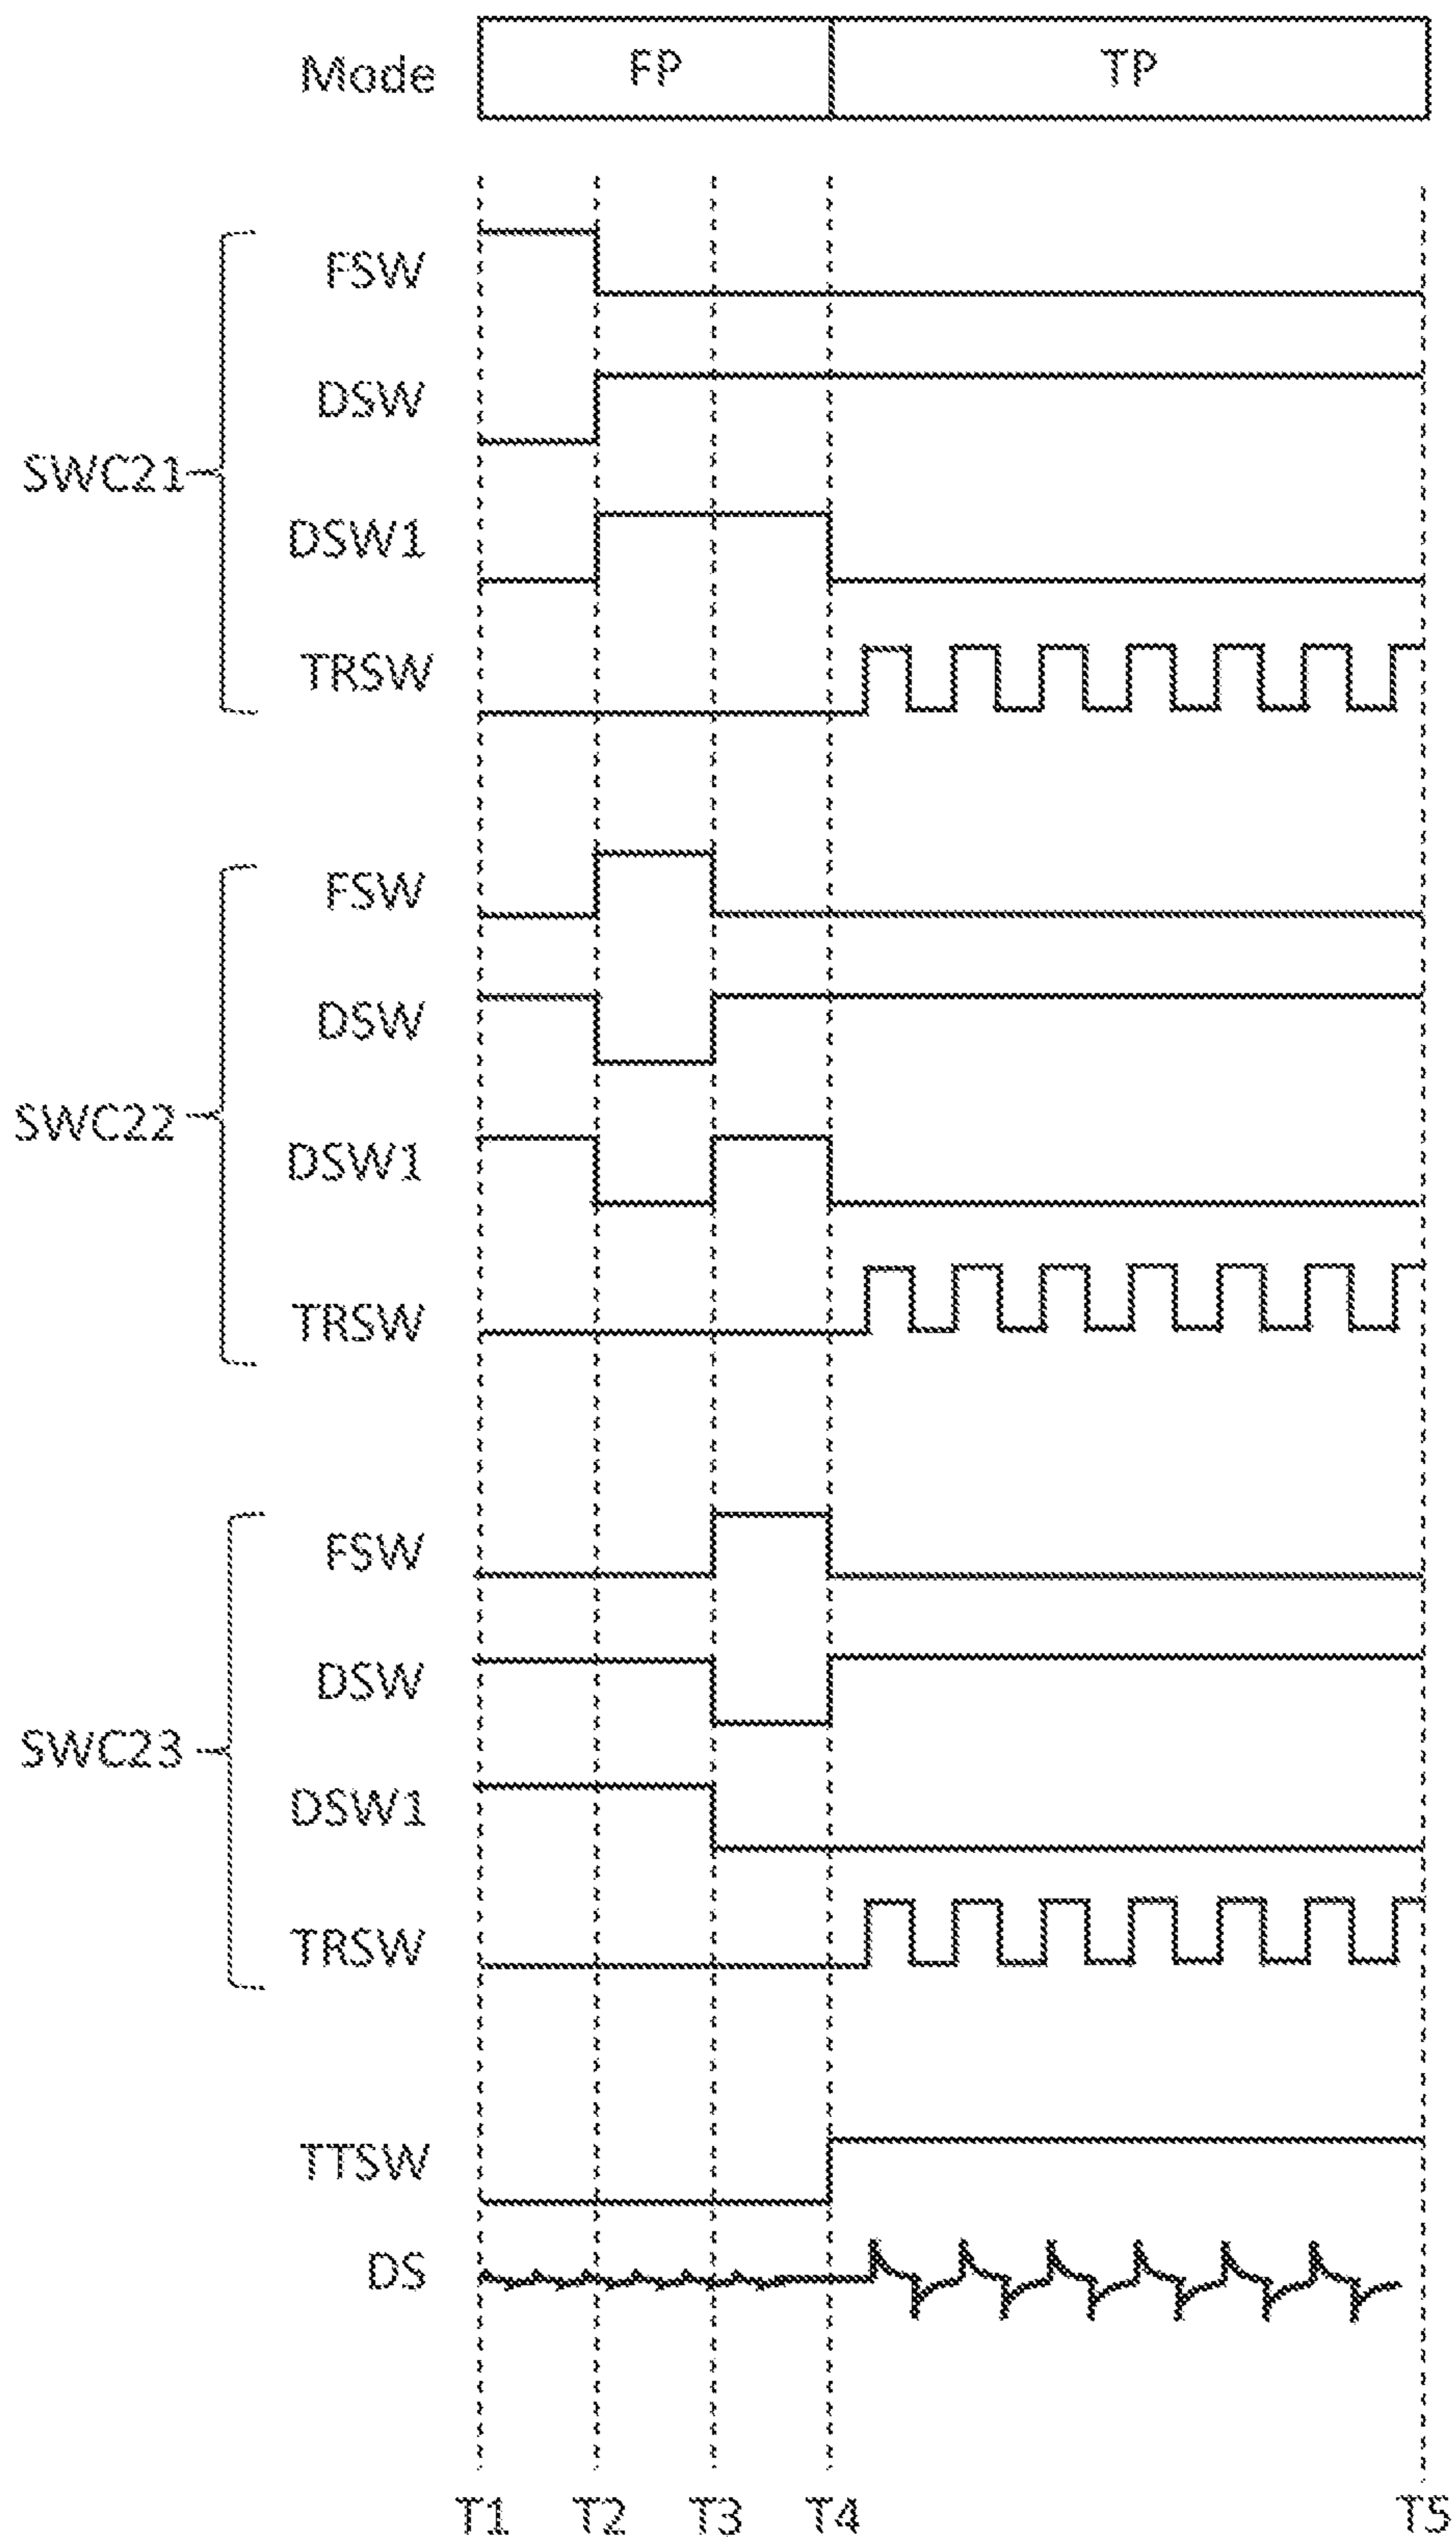 Mode FP TP
SWC21
FSW
DSW
DSW1
TRSW
SWC22
FSW
DSW
DSW1
TRSW
SWC23
FSW
DSW
DSW1
TRSW
TTSW
DS
T1 T2 T3 T4 T5